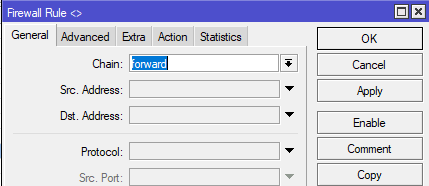 Firewall Rule <>
General Advanced Extra Action Statistics
OK
Chain: forward
Cancel
Src. Address:
Apply
Dst. Address:
Enable
Protocol:
Comment
Src. Port:
Copy